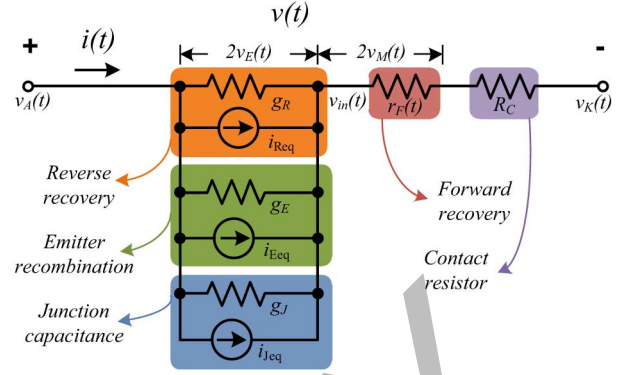 v(t)
+ i(t) 2v_E(t) 2v_M(t) -
v_A(t) g_R v_in(t) r_F(t) R_C v_K(t)
i_Req
Reverse
recovery
g_E
Forward
recovery
Emitter
recombination
i_Eeq
Contact
resistor
Junction
capacitance
g_J
i_Jeq